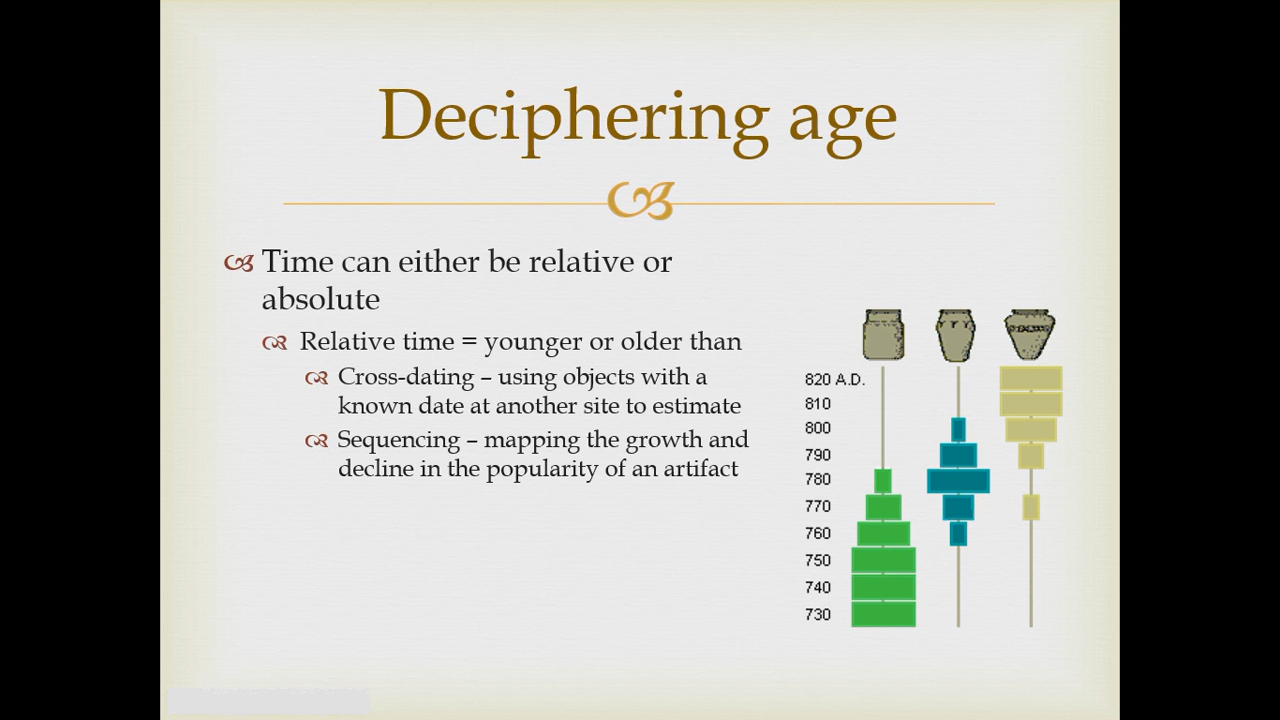 Deciphering age
Time can either be relative or
absolute
Relative time = younger or older than
Cross-dating – using objects with a
known date at another site to estimate
Sequencing – mapping the growth and
decline in the popularity of an artifact
820 A.D.
810
800
790
780
770
760
750
740
730